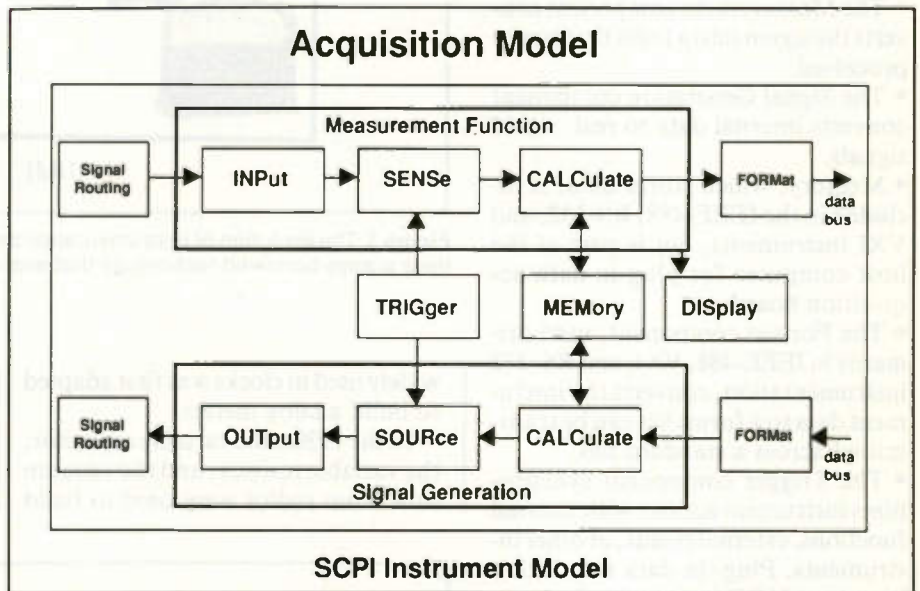 Acquisition Model
Measurement Function
Signal
Routing
INPut
SENSe
CALCulate
FORMat
data
bus
TRIGger
MEMory
DISplay
Signal
Routing
OUTput
SOURce
CALCulate
FORMat
data
bus
Signal Generation
SCPI Instrument Model